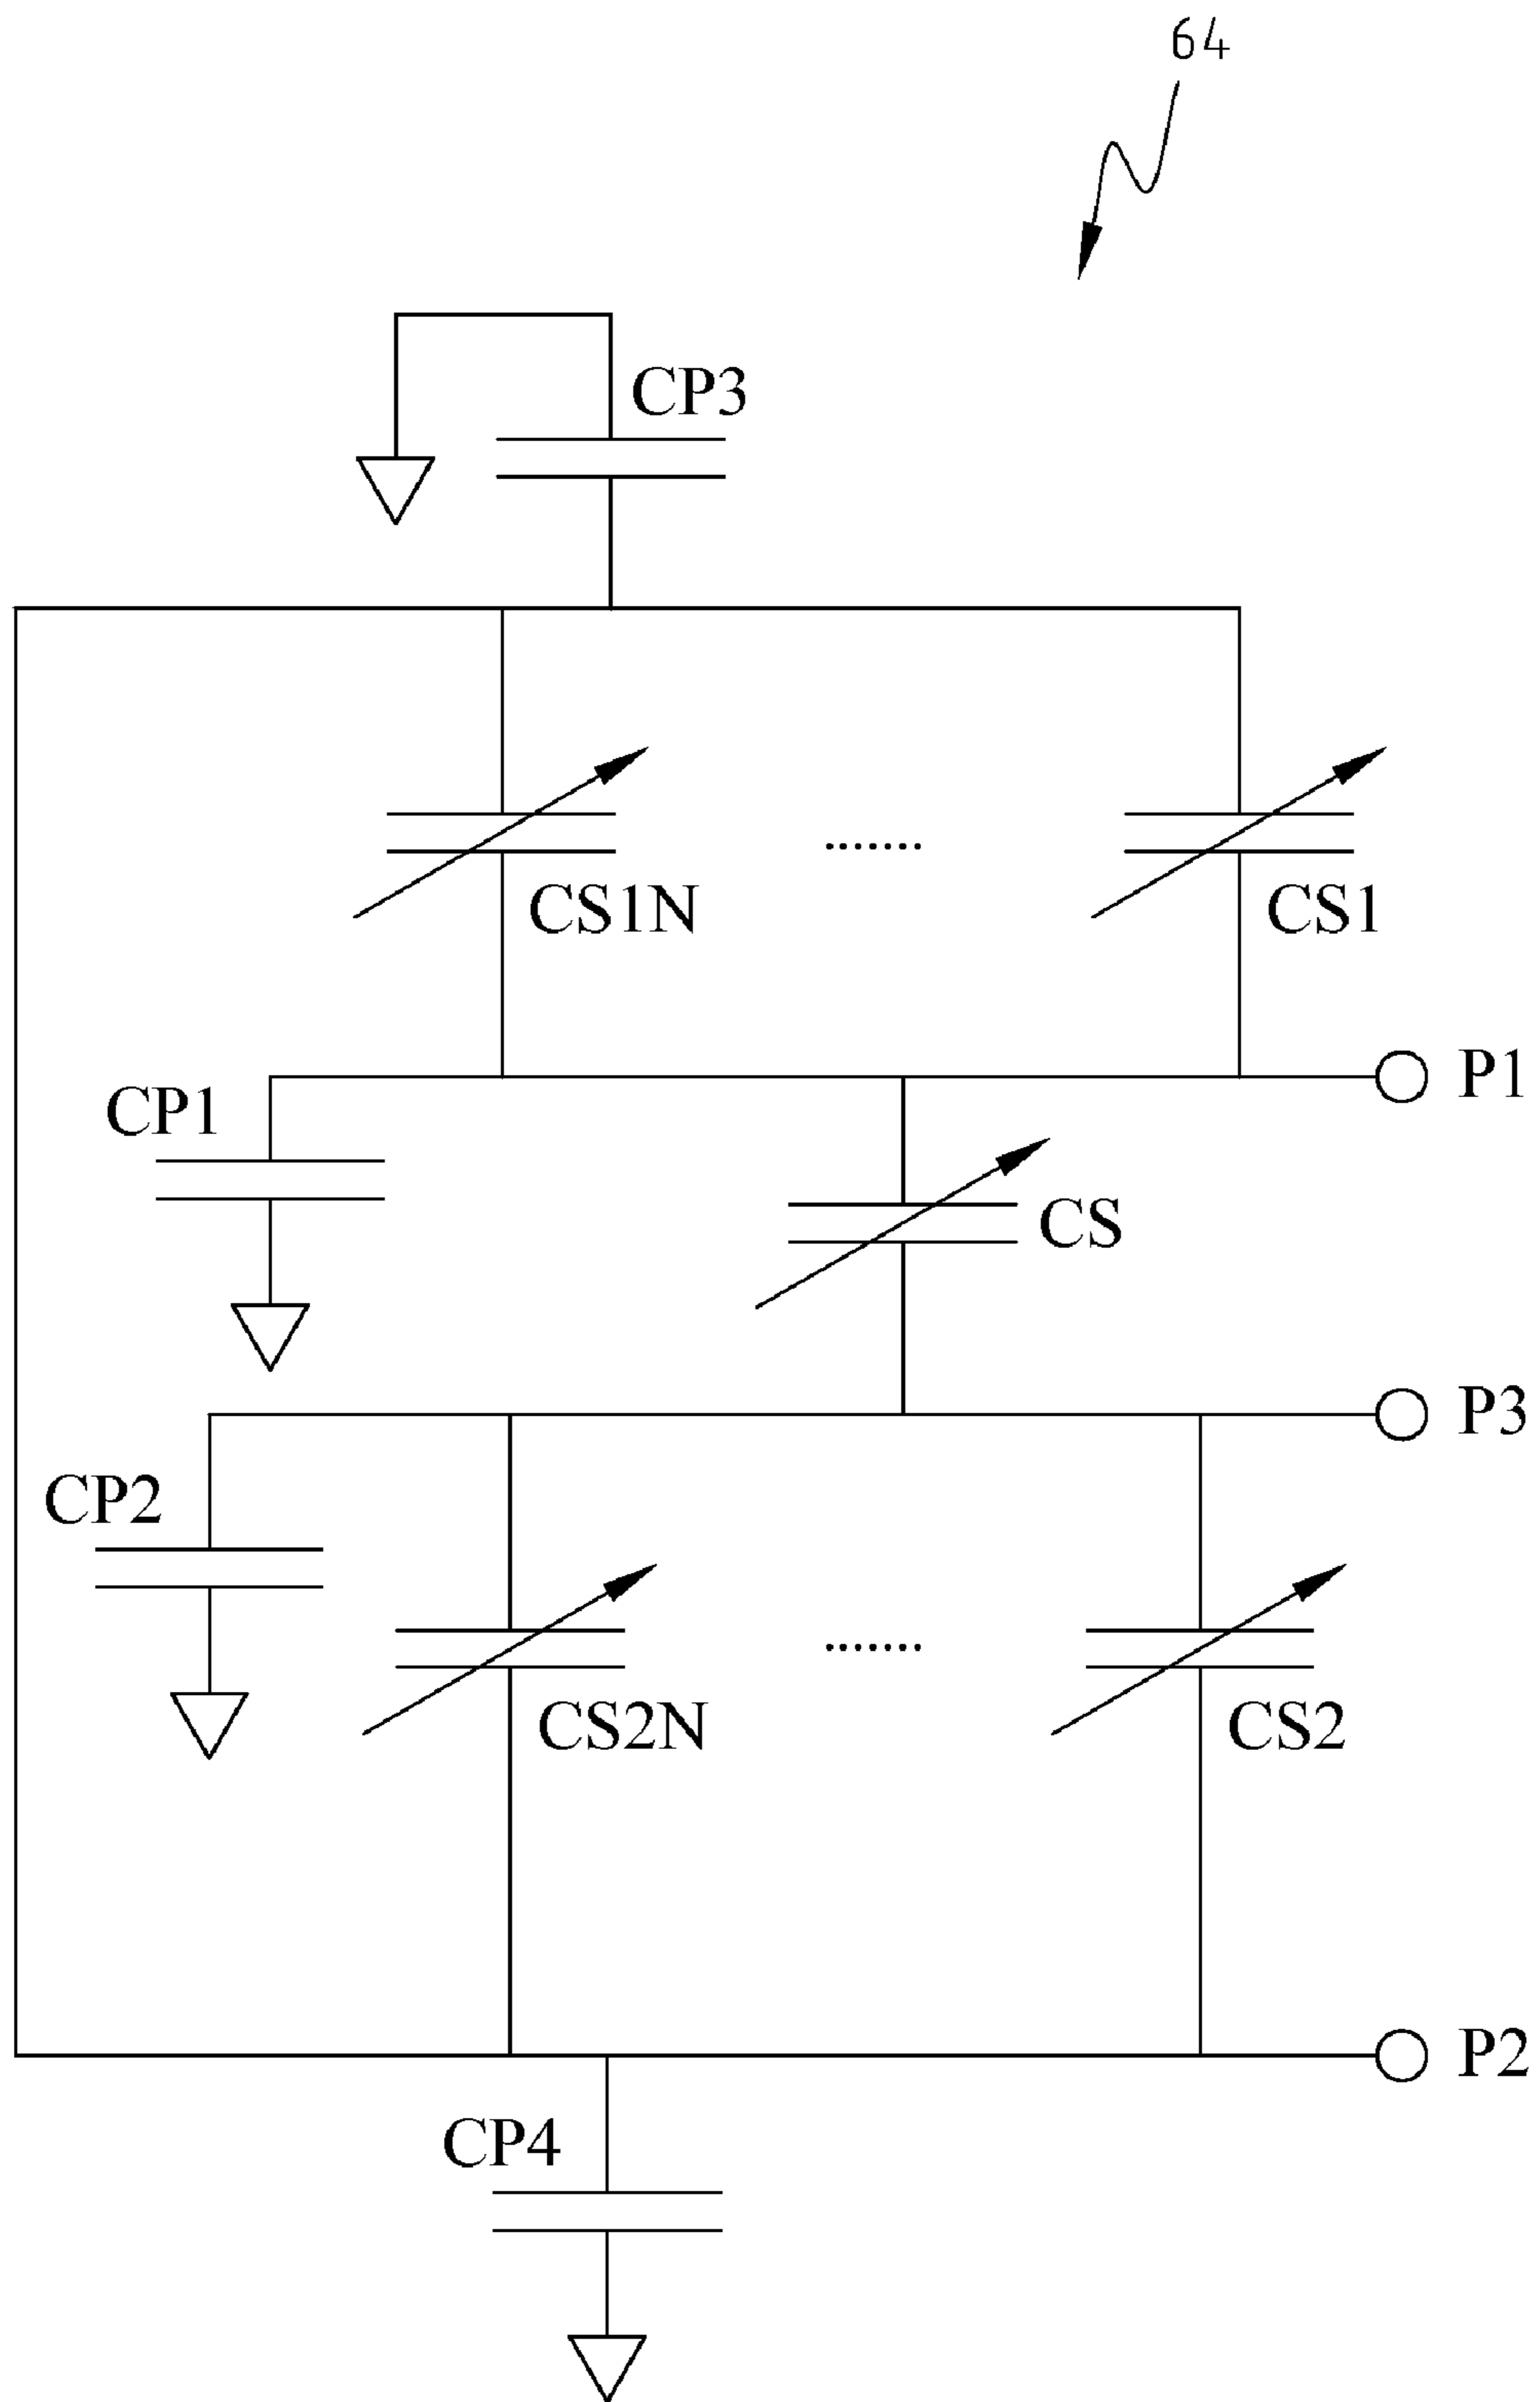 64
CP3
CS1N
.......
CS1
P1
CP1
CS
P3
CP2
CS2N
.......
CS2
P2
CP4